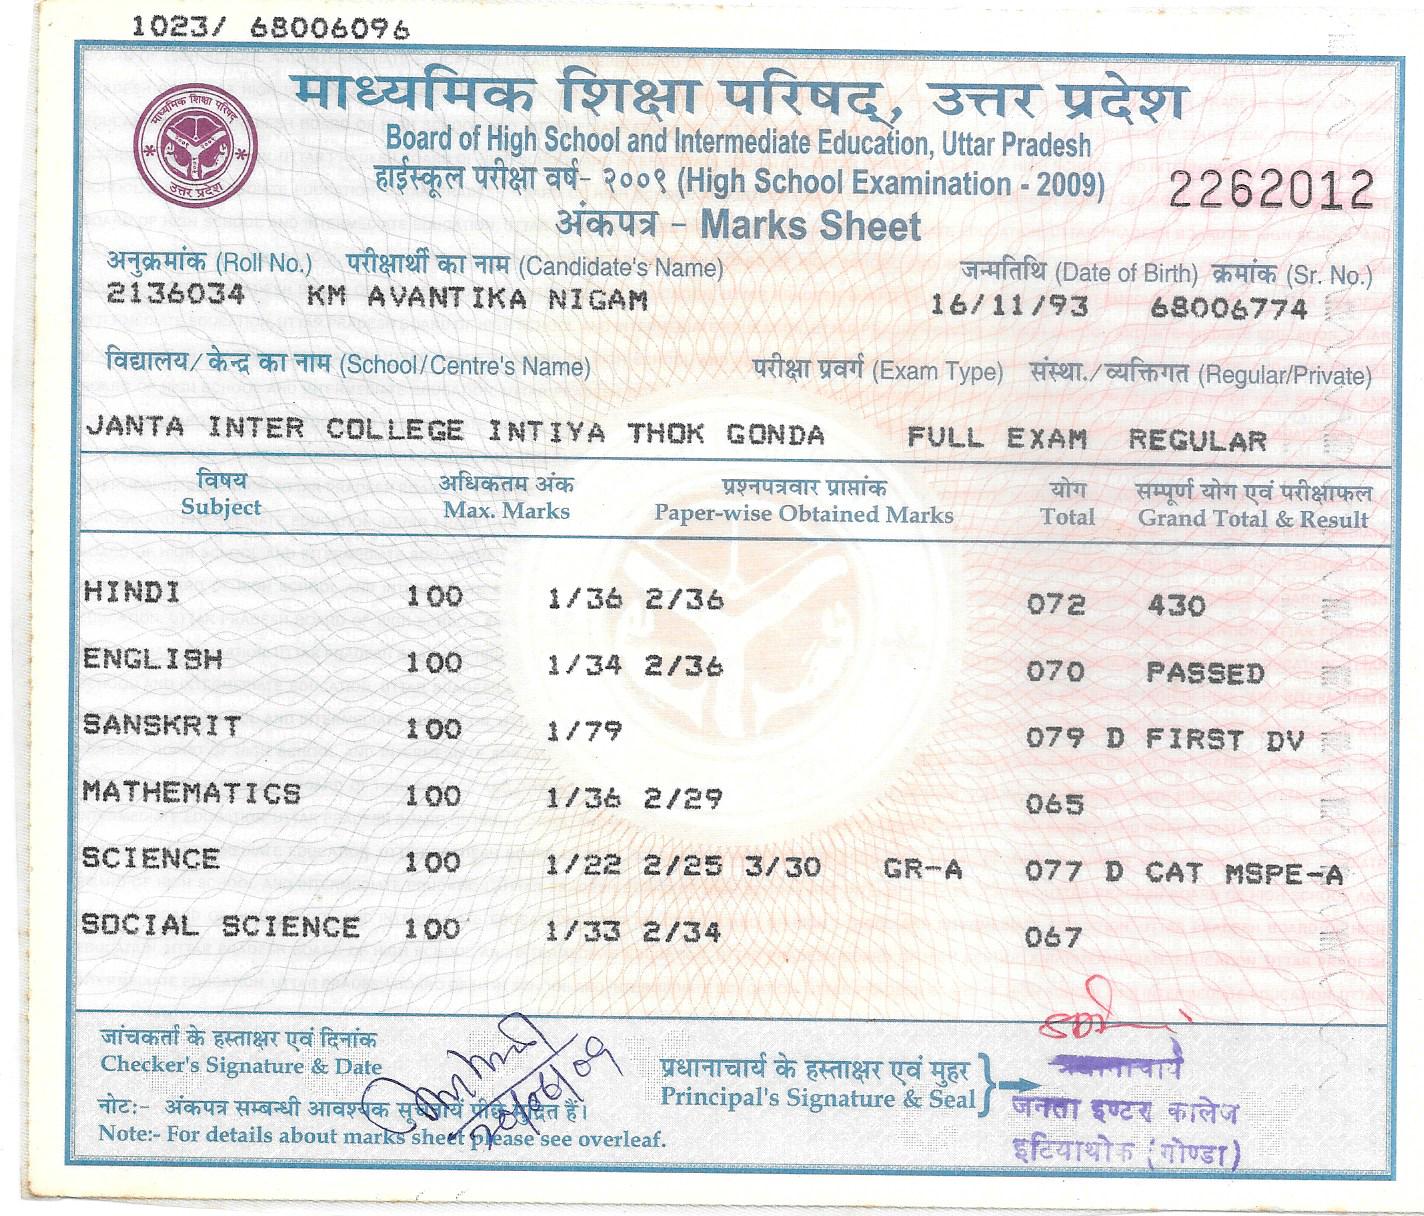 1023/ 68006096
माध्यमिक शिक्षा परिषद्, उत्तर प्रदेश
माध्यमिक शिक्षा परिषद
उत्तर प्रदेश
Board of High School and Intermediate Education, Uttar Pradesh
हाईस्कूल परीक्षा वर्ष- २००९ (High School Examination - 2009)
2262012
अंकपत्र – Marks Sheet
अनुक्रमांक (Roll No.) परीक्षार्थी का नाम (Candidate's Name) जन्मतिथि (Date of Birth) क्रमांक (Sr. No.)
2136034 KM AVANTIKA NIGAM 16/11/93 68006774
विद्यालय/ केन्द्र का नाम (School/Centre's Name) परीक्षा प्रवर्ग (Exam Type) संस्था./व्यक्तिगत (Regular/Private)
JANTA INTER COLLEGE INTIYA THOK GONDA FULL EXAM REGULAR
विषय अधिकतम अंक प्रश्नपत्रवार प्राप्तांक योग सम्पूर्ण योग एवं परीक्षाफल
Subject Max. Marks Paper-wise Obtained Marks Total Grand Total & Result
HINDI 100 1/36 2/36 072 430
ENGLISH 100 1/34 2/36 070 PASSED
SANSKRIT 100 1/79 079 D FIRST DV
MATHEMATICS 100 1/36 2/29 065
SCIENCE 100 1/22 2/25 3/30 GR-A 077 D CAT MSPE-A
SOCIAL SCIENCE 100 1/33 2/34 067
जांचकर्ता के हस्ताक्षर एवं दिनांक
Checker's Signature & Date
प्रधानाचार्य के हस्ताक्षर एवं मुहर
Principal's Signature & Seal
प्रधानाचार्य
जनता इण्टर कालेज
इटियाथोक (गोण्डा)
नोटः- अंकपत्र सम्बन्धी आवश्यक सूचनायें पीछे मुद्रित हैं।
Note:- For details about marks sheet please see overleaf.